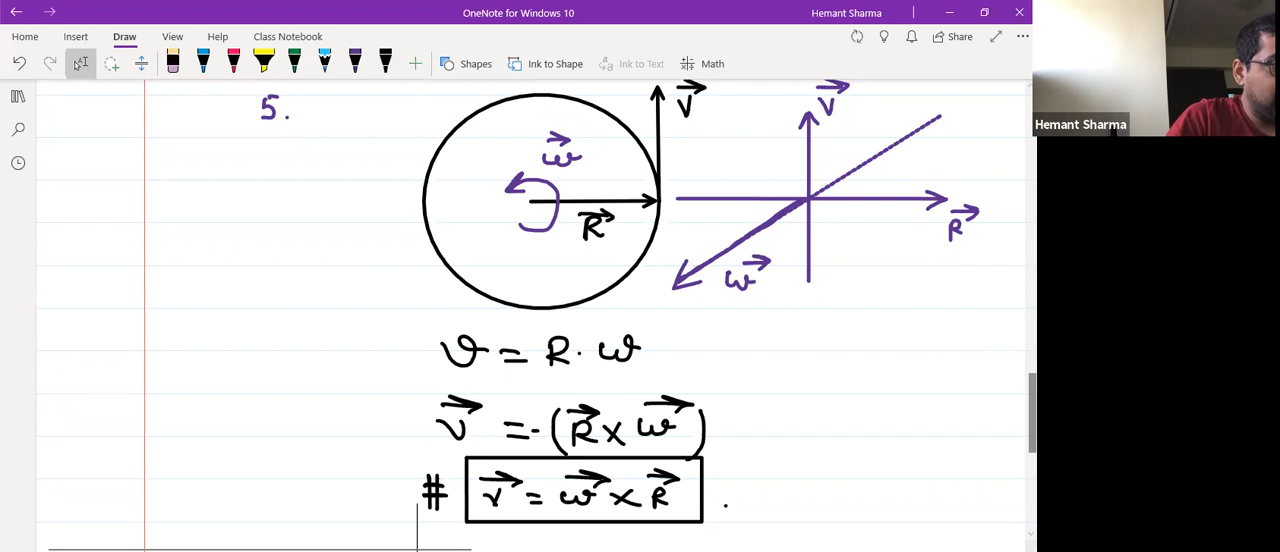 OneNote for Windows 10
Hemant Sharma
Home Insert Draw View Help Class Notebook
Share
Shapes Ink to Shape Ink to Text Math
Hemant Sharma
5.
ω⃗
R⃗
V⃗
V⃗
R⃗
ω⃗
v = R · ω
V⃗ = - (R⃗ × ω⃗)
# V⃗ = ω⃗ × R⃗ .